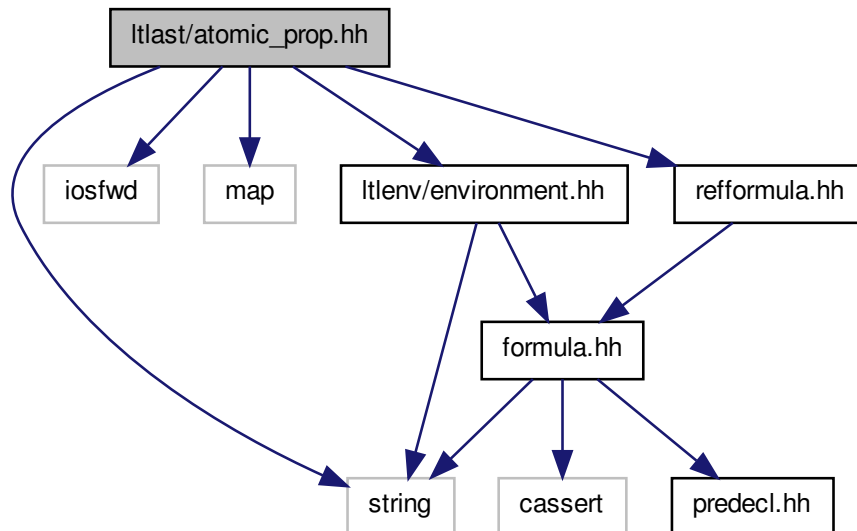 ltlast/atomic_prop.hh
iosfwd
map
ltlenv/environment.hh
refformula.hh
formula.hh
string
cassert
predecl.hh